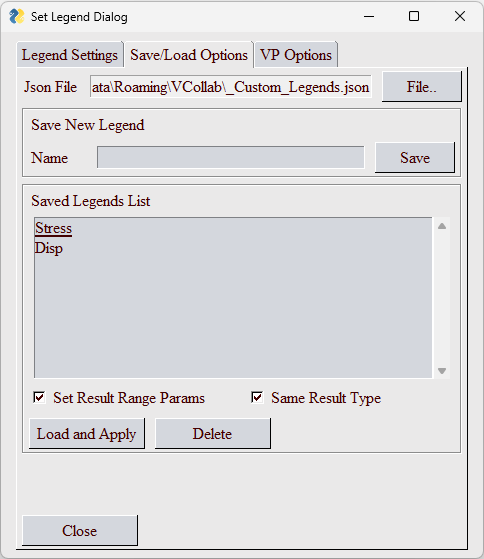 Set Legend Dialog
Legend Settings Save/Load Options VP Options
Json File ata\Roaming\VCollab\_Custom_Legends.json File..
Save New Legend
Name Save
Saved Legends List
Stress
Disp
Set Result Range Params Same Result Type
Load and Apply Delete
Close